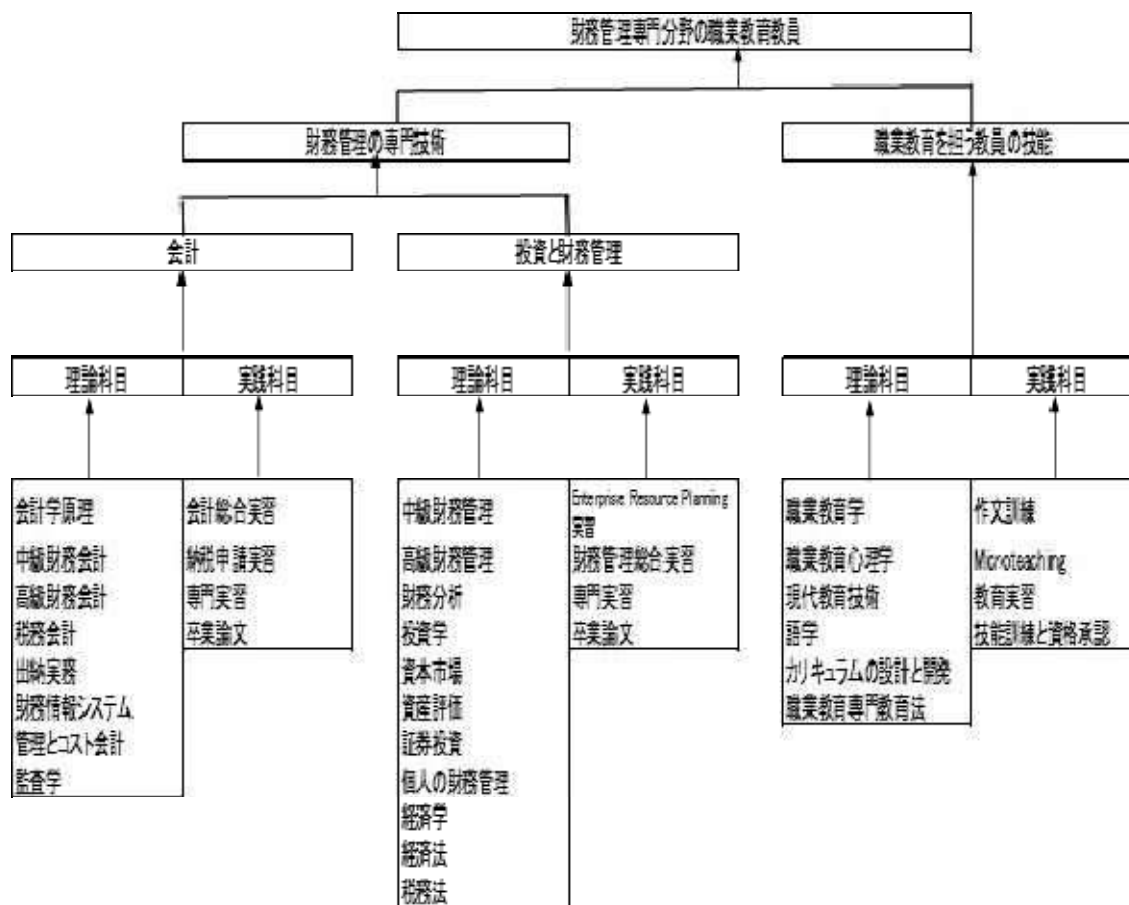 財務管理専門分野の職業教育教員
財務管理の専門技術
職業教育を担う教員の技能
会計
投資と財務管理
理論科目
実践科目
理論科目
実践科目
理論科目
実践科目
会計学原理
中級財務会計
高級財務会計
税務会計
出納実務
財務情報システム
管理とコスト会計
監査学
会計総合実習
納税申請実習
専門実習
卒業論文
中級財務管理
高級財務管理
財務分析
投資学
資本市場
資産評価
証券投資
個人の財務管理
経済学
経済法
税務法
Enterprise Resource Planning
実習
財務管理総合実習
専門実習
卒業論文
職業教育学
職業教育心理学
現代教育技術
語学
カリキュラムの設計と開発
職業教育専門教育法
作文訓練
Microteaching
教育実習
技能訓練と資格承認